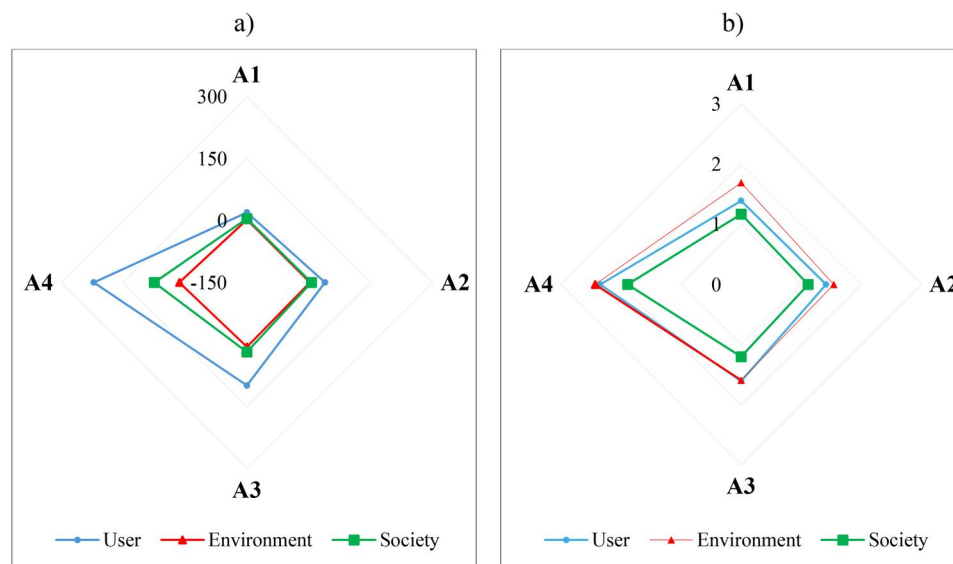 a)
A1
300
150
0
A4
-150
A2
A3
User
Environment
Society
b)
A1
3
2
1
A4
0
A2
A3
User
Environment
Society